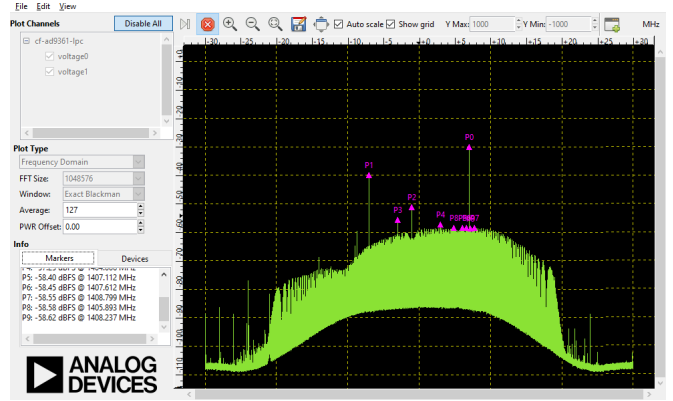 File Edit View
Plot Channels
Disable All
Auto scale
Show grid
Y Max: 1000
Y Min: -1000
MHz
cf-ad9361-lpc
voltage0
voltage1
Plot Type
Frequency Domain
FFT Size: 1048576
Window: Exact Blackman
Average: 127
PWR Offset: 0.00
Info
Markers
Devices
P5: -58.40 dBFS @ 1407.112 MHz
P6: -58.45 dBFS @ 1407.612 MHz
P7: -58.55 dBFS @ 1408.799 MHz
P8: -58.58 dBFS @ 1405.893 MHz
P9: -58.62 dBFS @ 1408.237 MHz
ANALOG
DEVICES
-30 -25 -20 -15 -10 -5 +0 +5 +10 +15 +20 +25 +30
P0
P1
P2
P3
P4